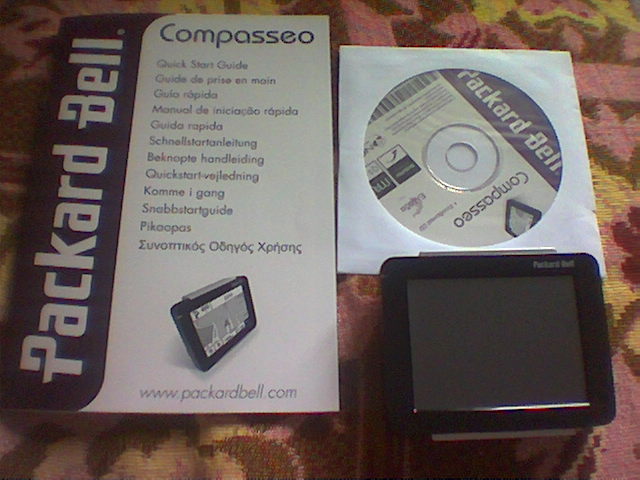 Packard Bell.
Compasseo
Quick Start Guide
Guide de prise en main
Guía rápida
Manual de iniciação rápida
Guida rapida
Schnellstartanleitung
Beknopte handleiding
Quickstart-vejledning
Komme i gang
Snabbstartguide
Pikaopas
Συνοπτικός Οδηγός Χρήσης
www.packardbell.com
Packard Bell
Compasseo
Packard Bell